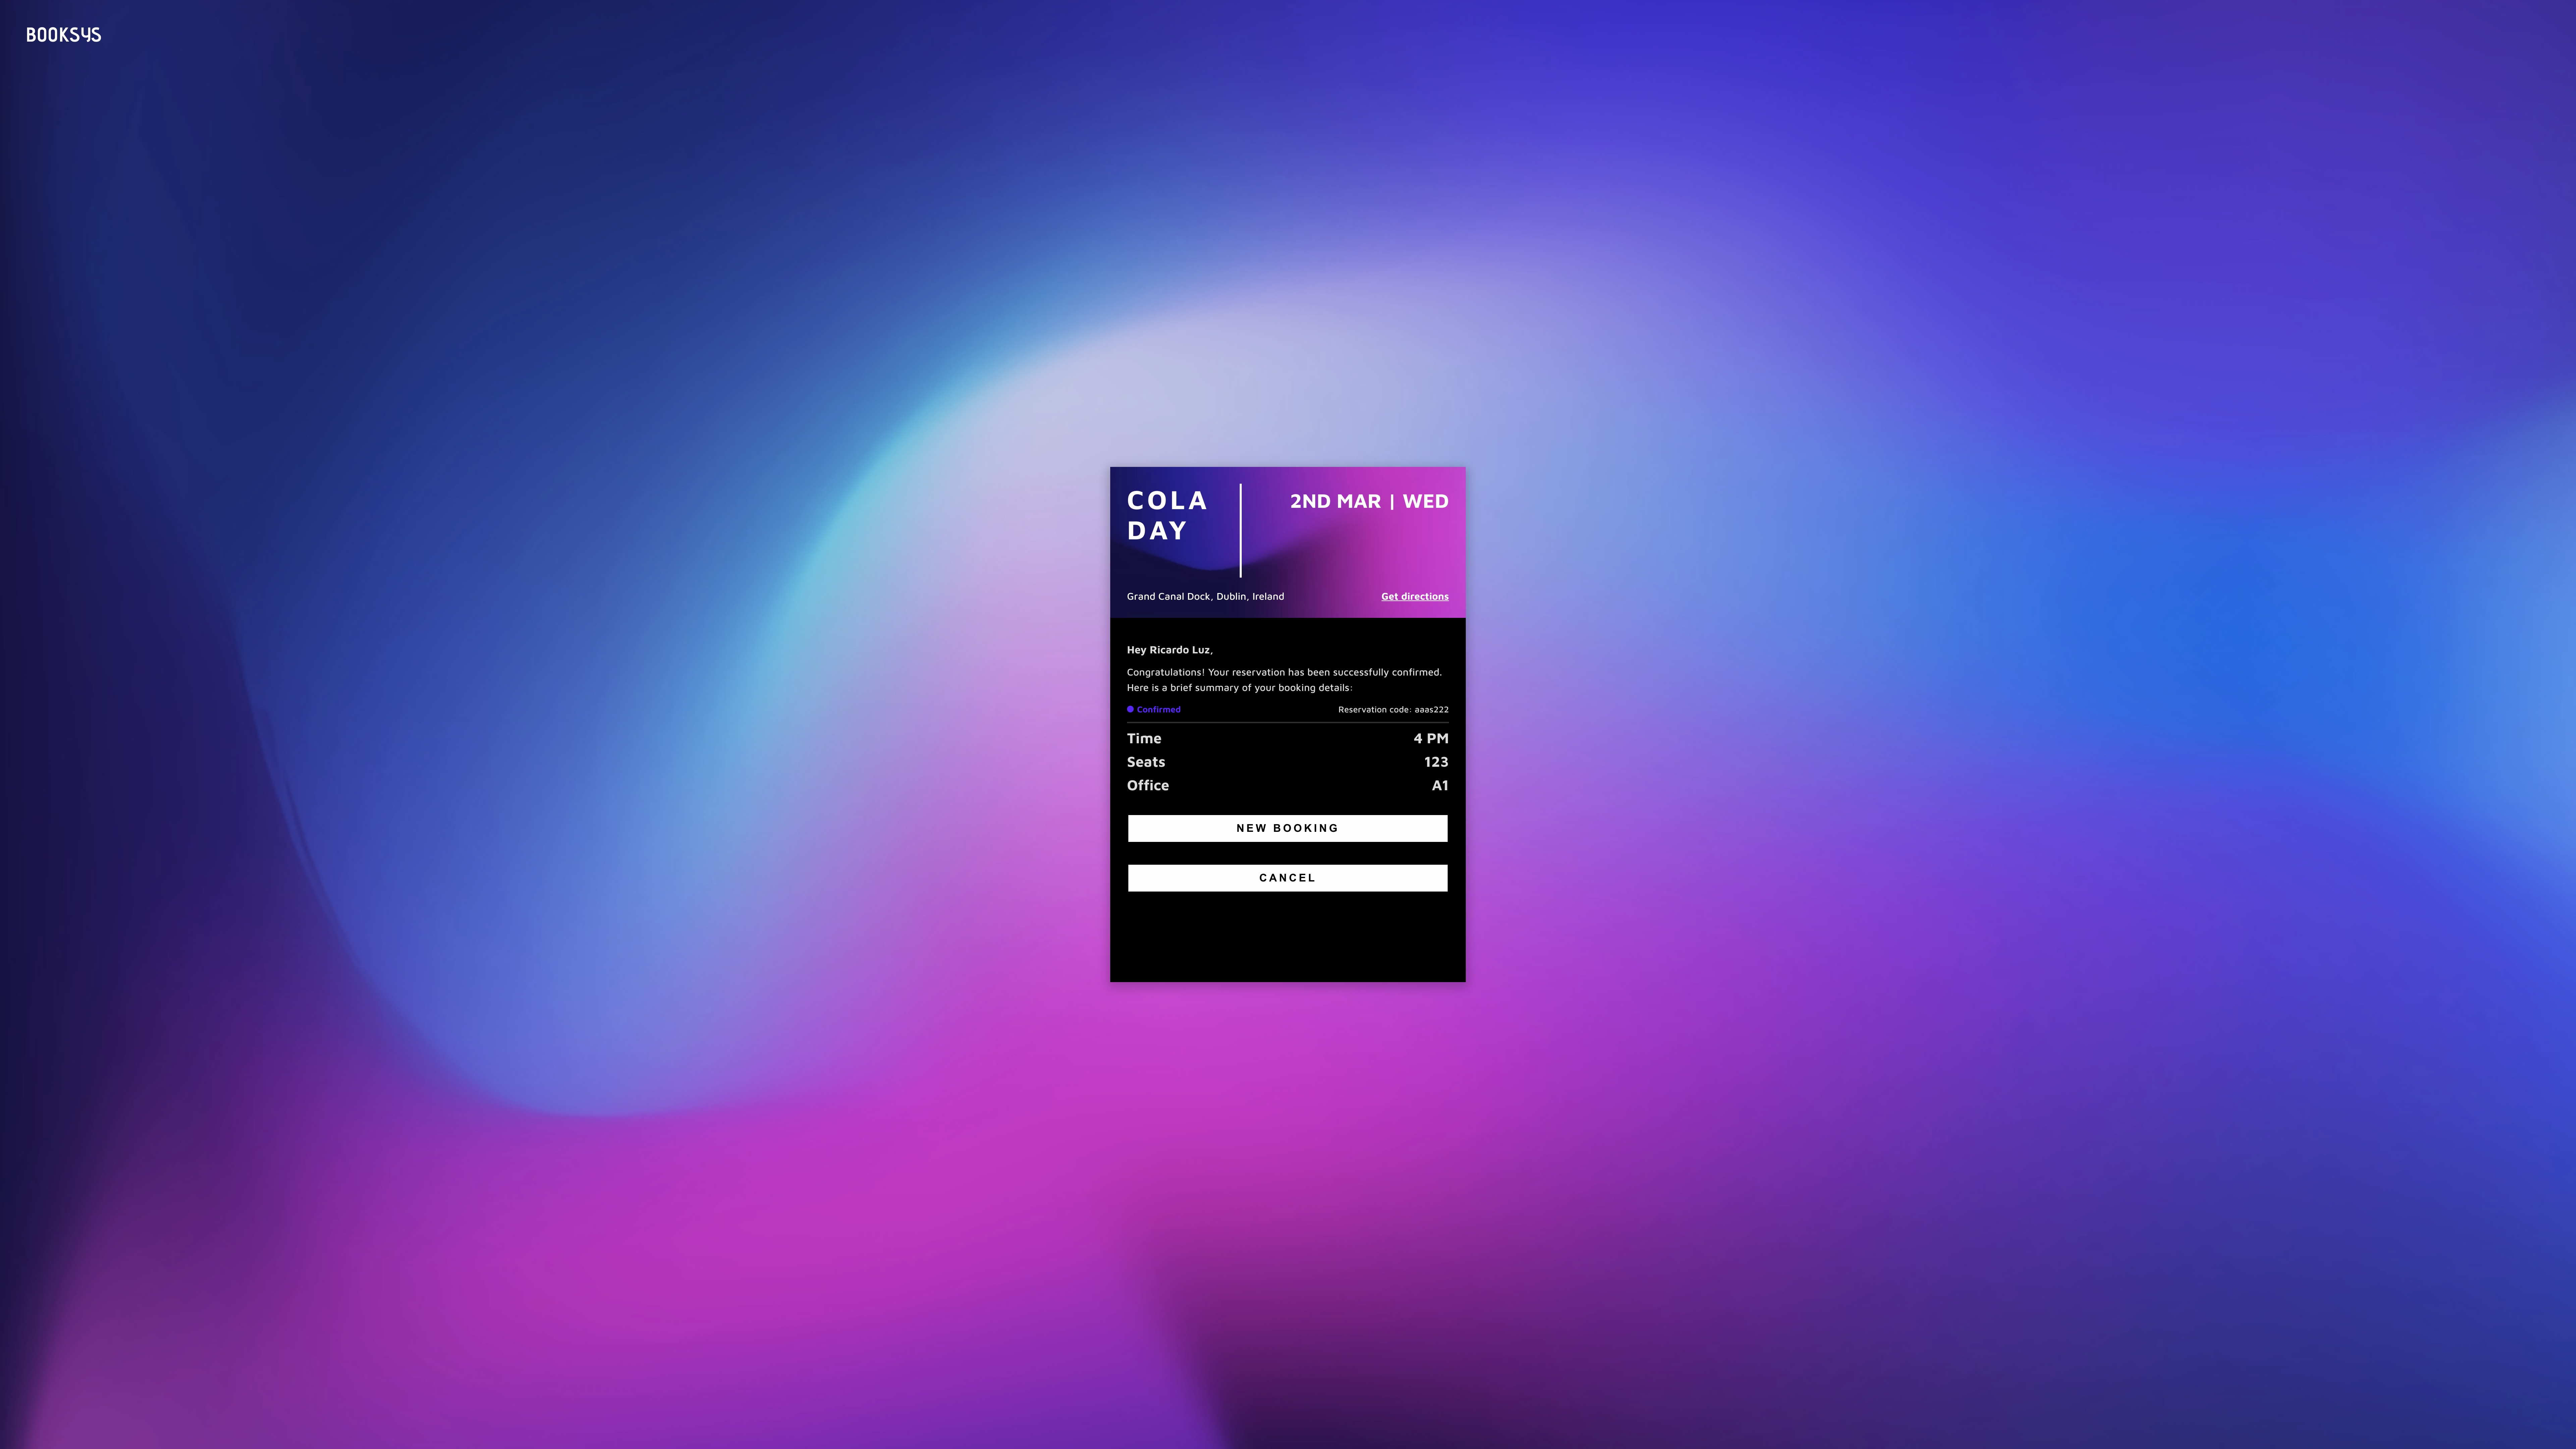 BOOKSYS
COLA
DAY
2ND MAR | WED
Grand Canal Dock, Dublin, Ireland
Get directions
Hey Ricardo Luz,
Congratulations! Your reservation has been successfully confirmed.
Here is a brief summary of your booking details:
Confirmed
Reservation code: aaas222
Time 4 PM
Seats 123
Office A1
NEW BOOKING
CANCEL